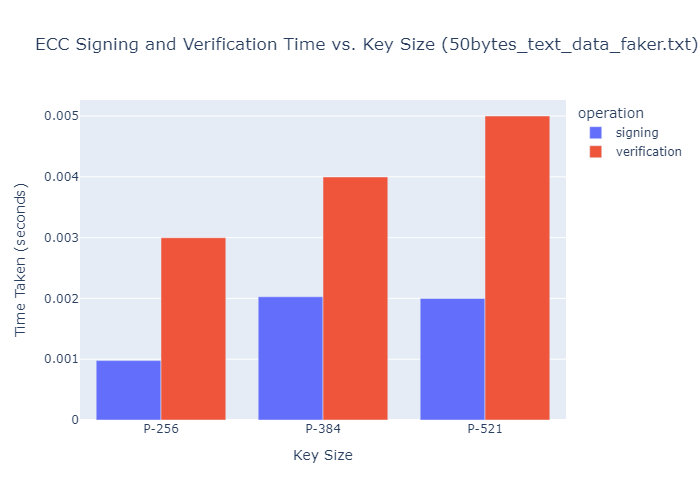 ECC Signing and Verification Time vs. Key Size (50bytes_text_data_faker.txt)
operation
signing
verification
Time Taken (seconds)
0.005
0.004
0.003
0.002
0.001
0
P-256 P-384 P-521
Key Size